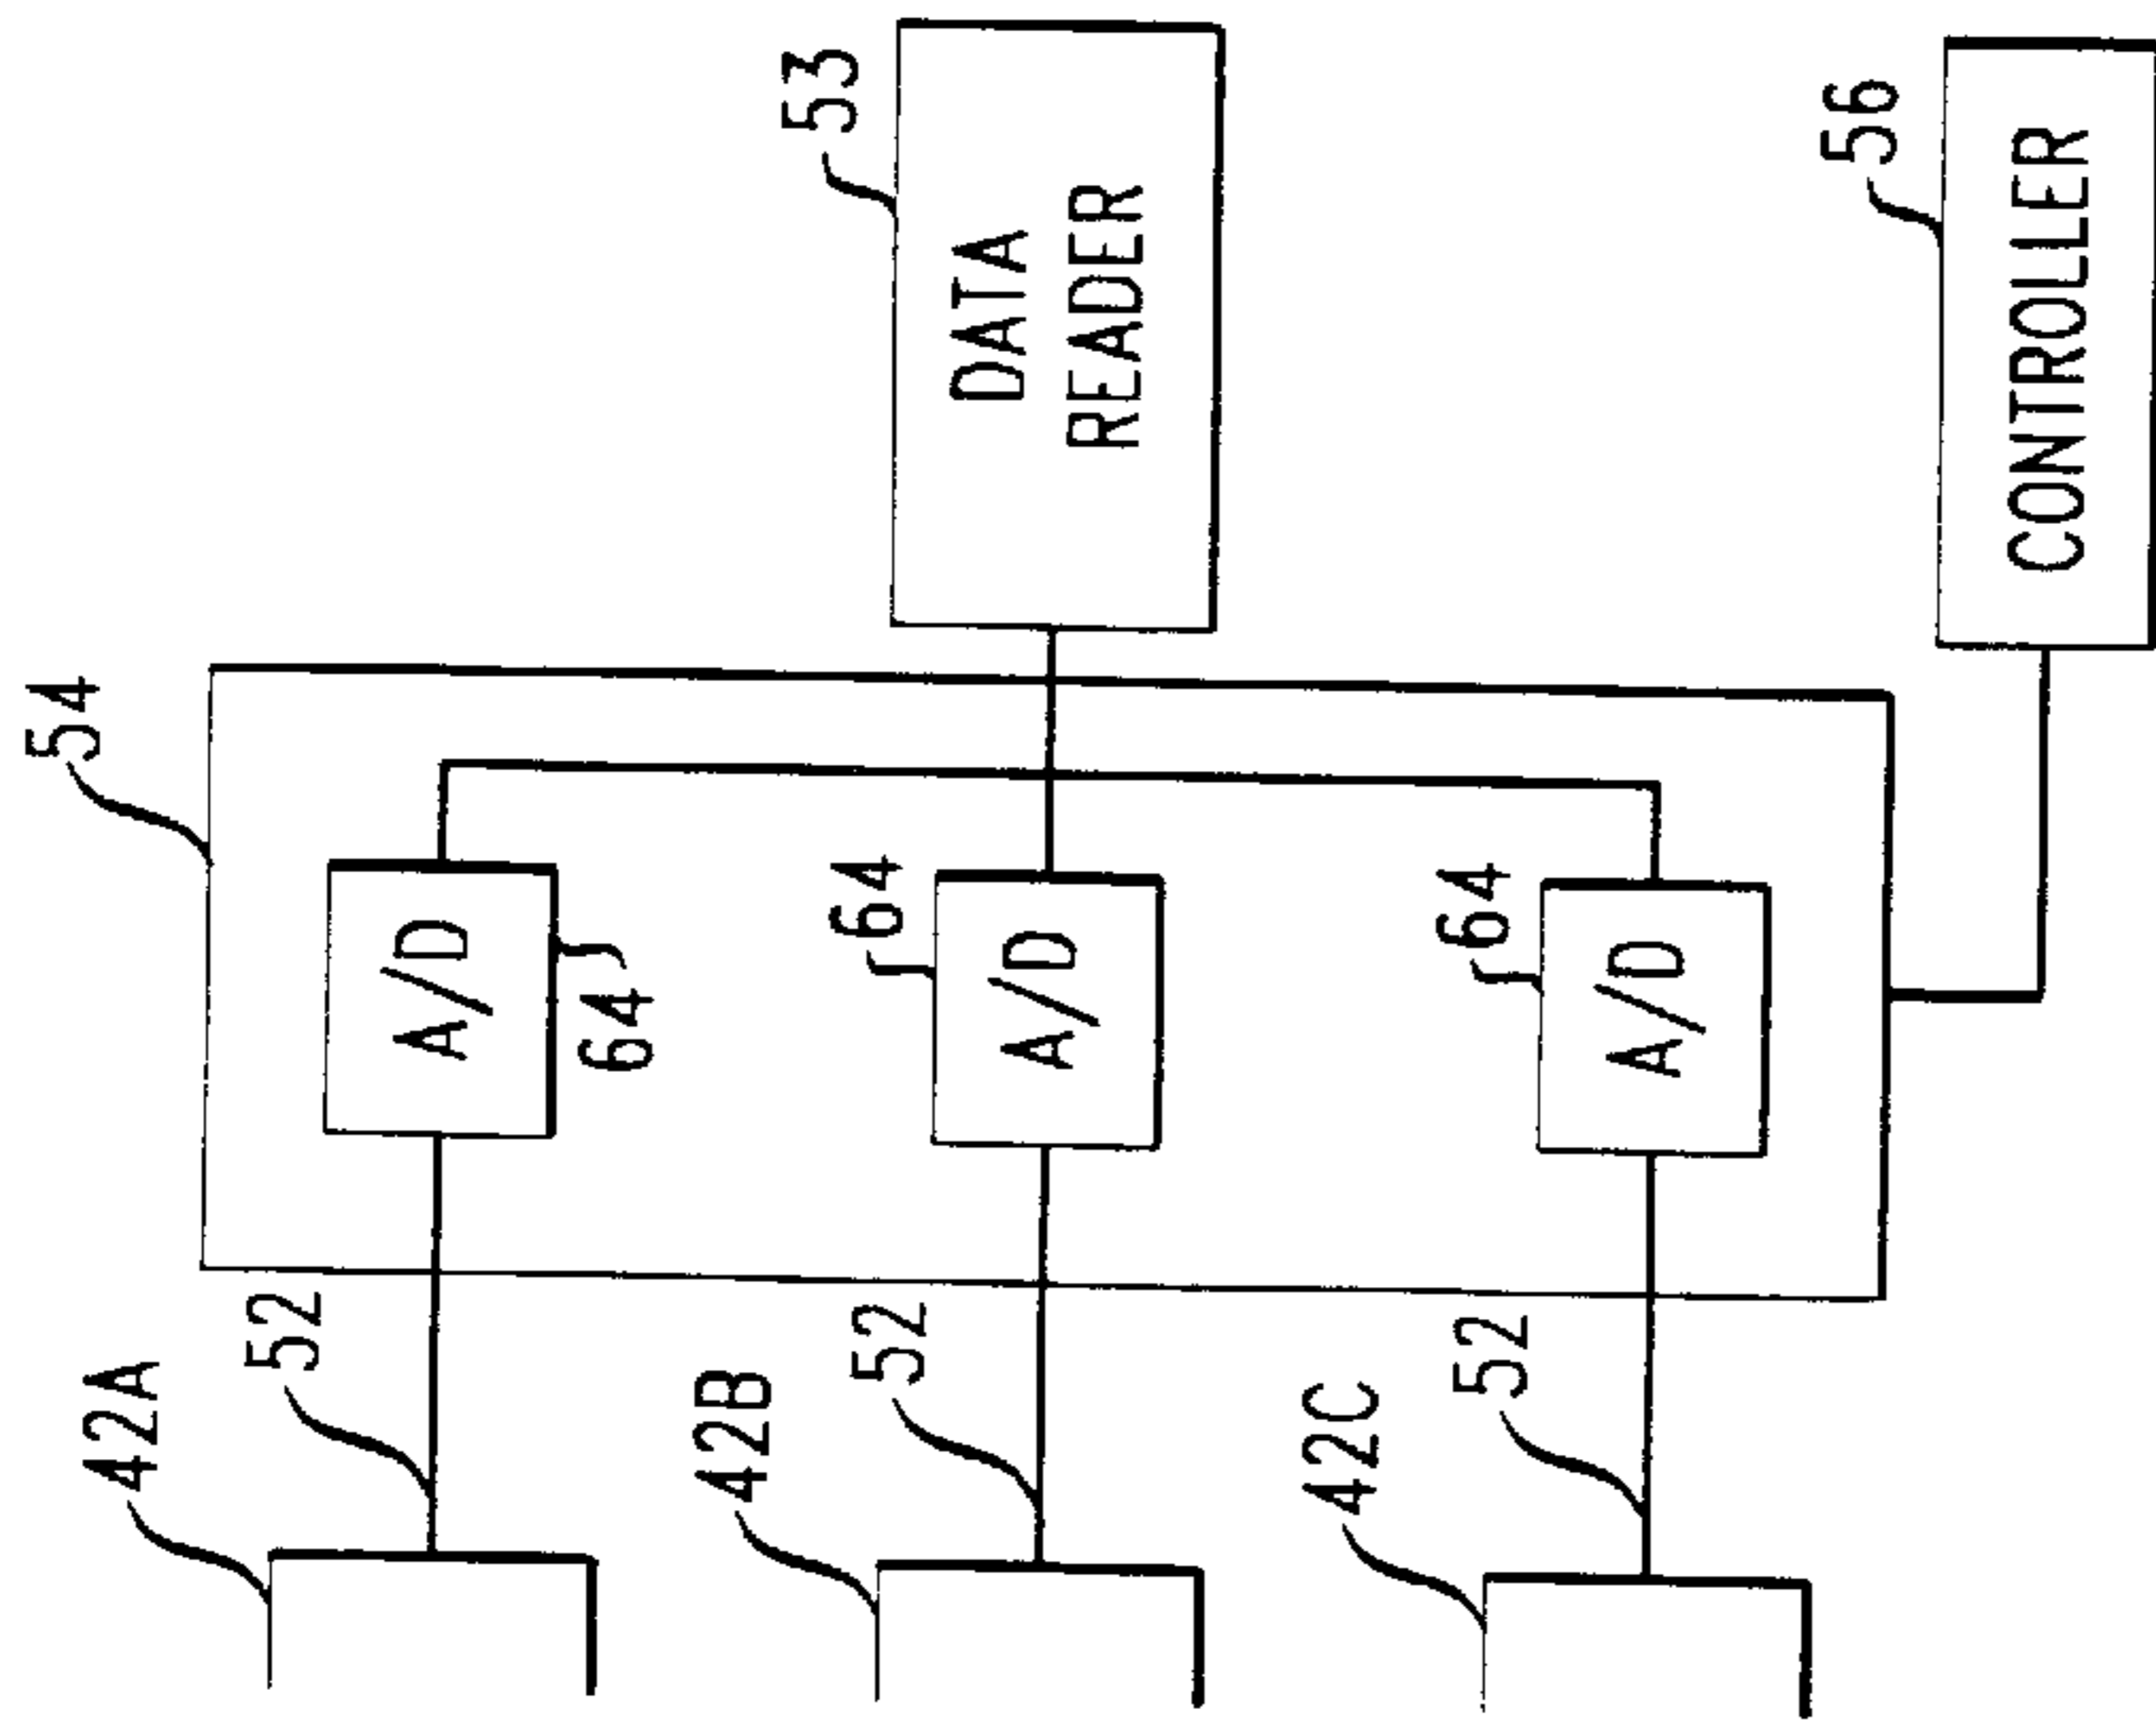 42A
52
54
A/D
64
42B
52
64
A/D
53
DATA
READER
42C
52
64
A/D
56
CONTROLLER